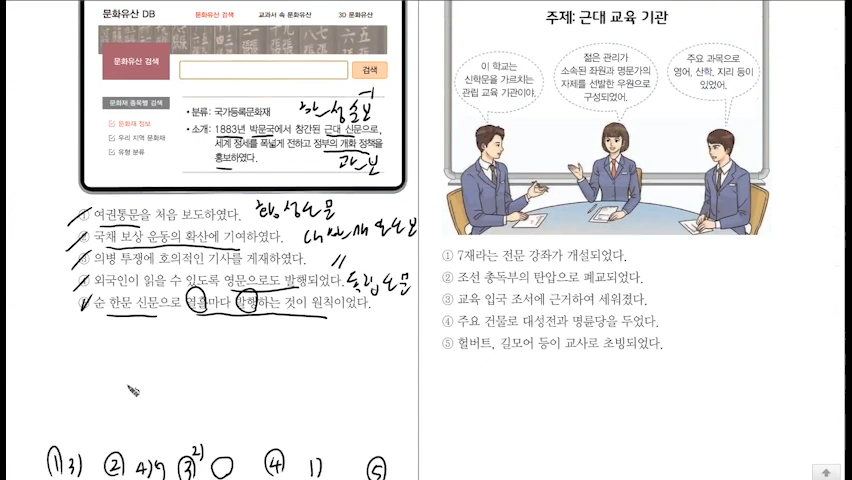 문화유산 DB
문화유산 검색 교과서 속 문화유산 3D 문화유산
문화유산 검색
검색
문화재 종목별 검색
문화재 정보
우리 지역 문화재
유형 분류
• 분류: 국가등록문화재
한성순보
• 소개: 1883년 박문국에서 창간된 근대 신문으로,
세계 정세를 폭넓게 전하고 정부의 개화 정책을
홍보하였다.
관보
① 여권통문을 처음 보도하였다.
황성신문
② 국채 보상 운동의 확산에 기여하였다.
대한매일신보
③ 의병 투쟁에 호의적인 기사를 게재하였다.
〃
④ 외국인이 읽을 수 있도록 영문으로도 발행되었다.
독립신문
⑤ 순 한문 신문으로 열흘마다 발행하는 것이 원칙이었다.
① 3) ② 4) ③ 2) ④ 1) ⑤
주제: 근대 교육 기관
이 학교는
신학문을 가르치는
관립 교육 기관이야.
젊은 관리가
소속된 좌원과 명문가의
자제를 선발한 우원으로
구성되었어.
주요 과목으로
영어, 산학, 지리 등이
있었어.
① 7재라는 전문 강좌가 개설되었다.
② 조선 총독부의 탄압으로 폐교되었다.
③ 교육 입국 조서에 근거하여 세워졌다.
④ 주요 건물로 대성전과 명륜당을 두었다.
⑤ 헐버트, 길모어 등이 교사로 초빙되었다.